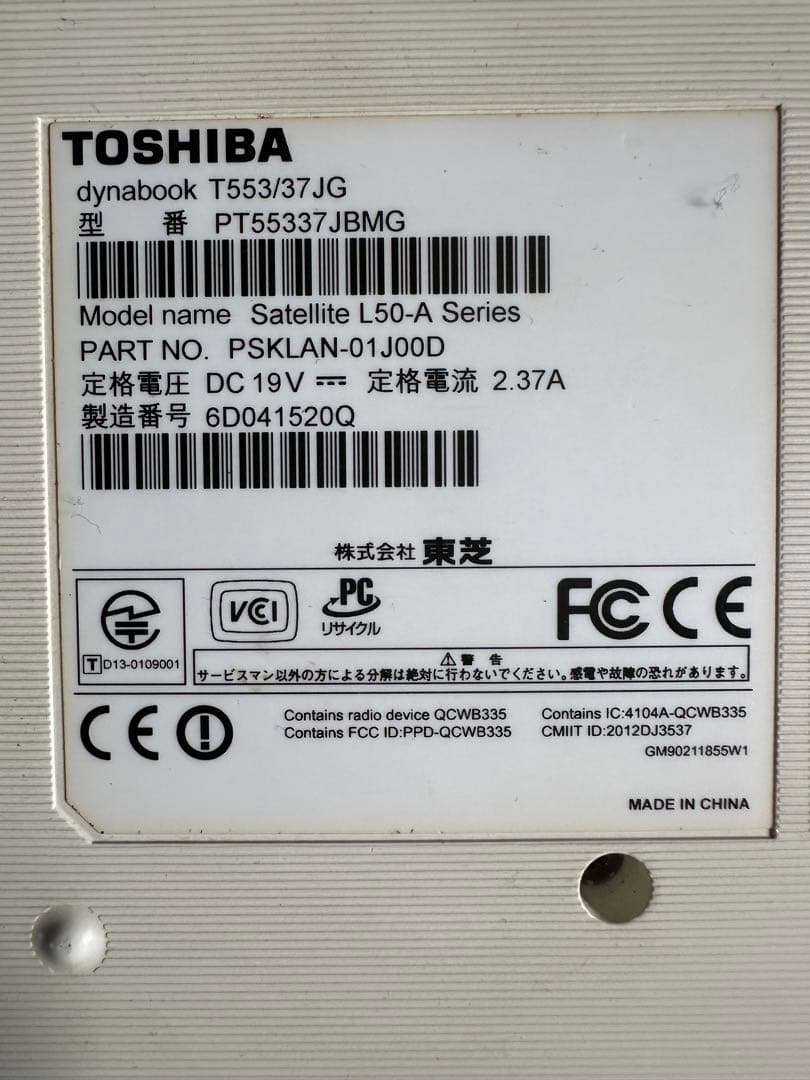 TOSHIBA
dynabook T553/37JG
型 番 PT55337JBMG
Model name Satellite L50-A Series
PART NO. PSKLAN-01J00D
定格電圧 DC 19V ⎓ 定格電流 2.37A
製造番号 6D041520Q
株式会社 東芝
T D13-0109001
VCCI
PC
リサイクル
FC CE
⚠警 告
サービスマン以外の方による分解は絶対に行わないでください。感電や故障の恐れがあります。
CE
Contains radio device QCWB335
Contains FCC ID:PPD-QCWB335
Contains IC:4104A-QCWB335
CMIIT ID:2012DJ3537
GM90211855W1
MADE IN CHINA